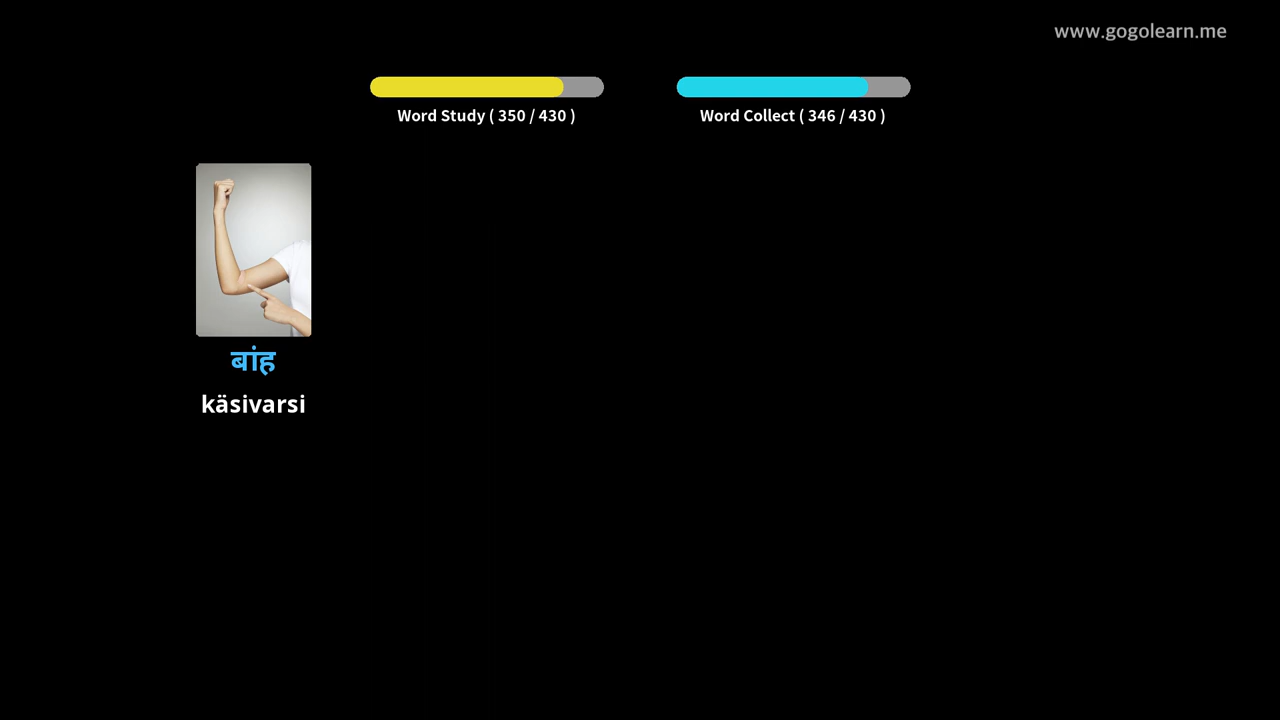 www.gogolearn.me
Word Study ( 350 / 430 )
Word Collect ( 346 / 430 )
बांह
käsivarsi